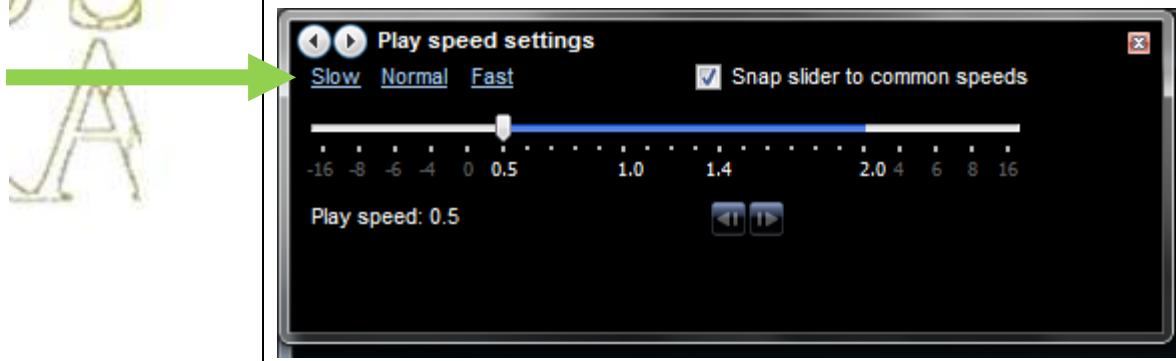 Play speed settings
Slow Normal Fast Snap slider to common speeds
-16 -8 -6 -4 0 0.5 1.0 1.4 2.0 4 6 8 16
Play speed: 0.5